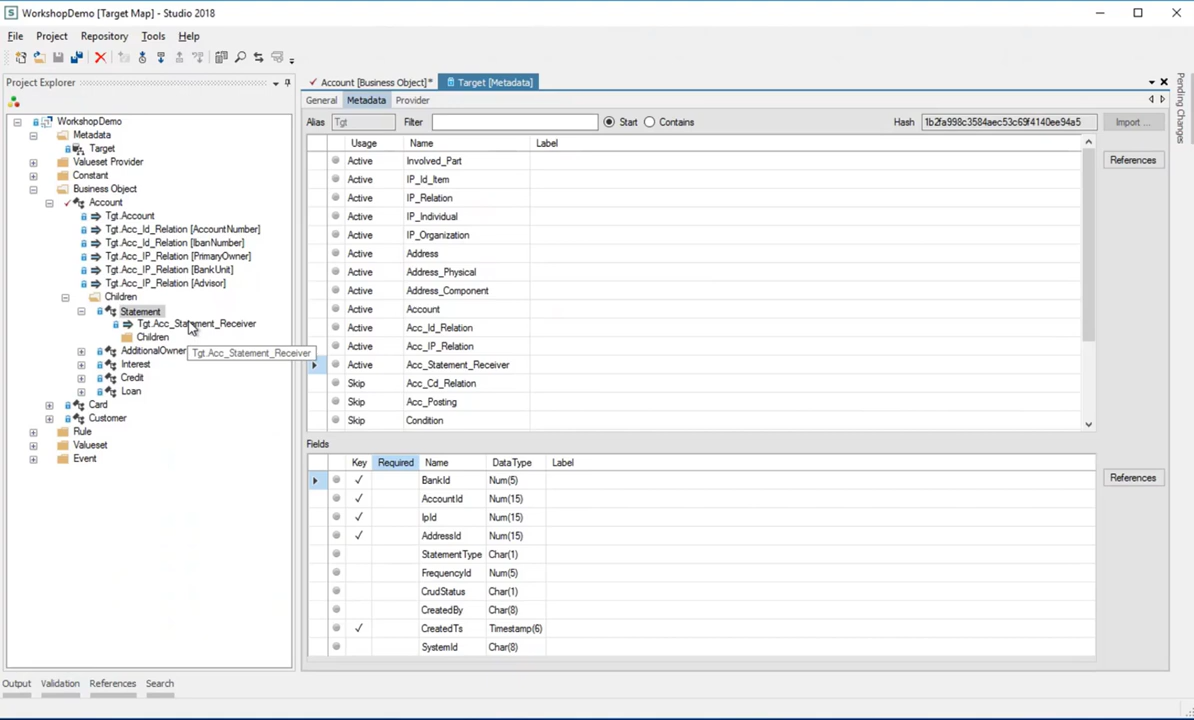 WorkshopDemo [Target Map] - Studio 2018
File Project Repository Tools Help
Project Explorer
WorkshopDemo
Metadata
Target
Valueset Provider
Constant
Business Object
Account
Tgt.Account
Tgt.Acc_Id_Relation [AccountNumber]
Tgt.Acc_Id_Relation [IbanNumber]
Tgt.Acc_IP_Relation [PrimaryOwner]
Tgt.Acc_IP_Relation [BankUnit]
Tgt.Acc_IP_Relation [Advisor]
Children
Statement
Tgt.Acc_Statement_Receiver
Children
AdditionalOwner
Tgt.Acc_Statement_Receiver
Interest
Credit
Loan
Card
Customer
Rule
Valueset
Event
Account [Business Object]* Target [Metadata]
General Metadata Provider
Alias Tgt Filter Start Contains Hash 1b2fa998c3584aec53c69f4140ee94a5 Import ...
Usage Name Label
Active Involved_Part
Active IP_Id_Item
Active IP_Relation
Active IP_Individual
Active IP_Organization
Active Address
Active Address_Physical
Active Address_Component
Active Account
Active Acc_Id_Relation
Active Acc_IP_Relation
Active Acc_Statement_Receiver
Skip Acc_Cd_Relation
Skip Acc_Posting
Skip Condition
References
Fields
Key Required Name DataType Label
BankId Num(5)
AccountId Num(15)
IpId Num(15)
AddressId Num(15)
StatementType Char(1)
FrequencyId Num(5)
CrudStatus Char(1)
CreatedBy Char(8)
CreatedTs Timestamp(6)
SystemId Char(8)
References
Pending Changes
Output Validation References Search